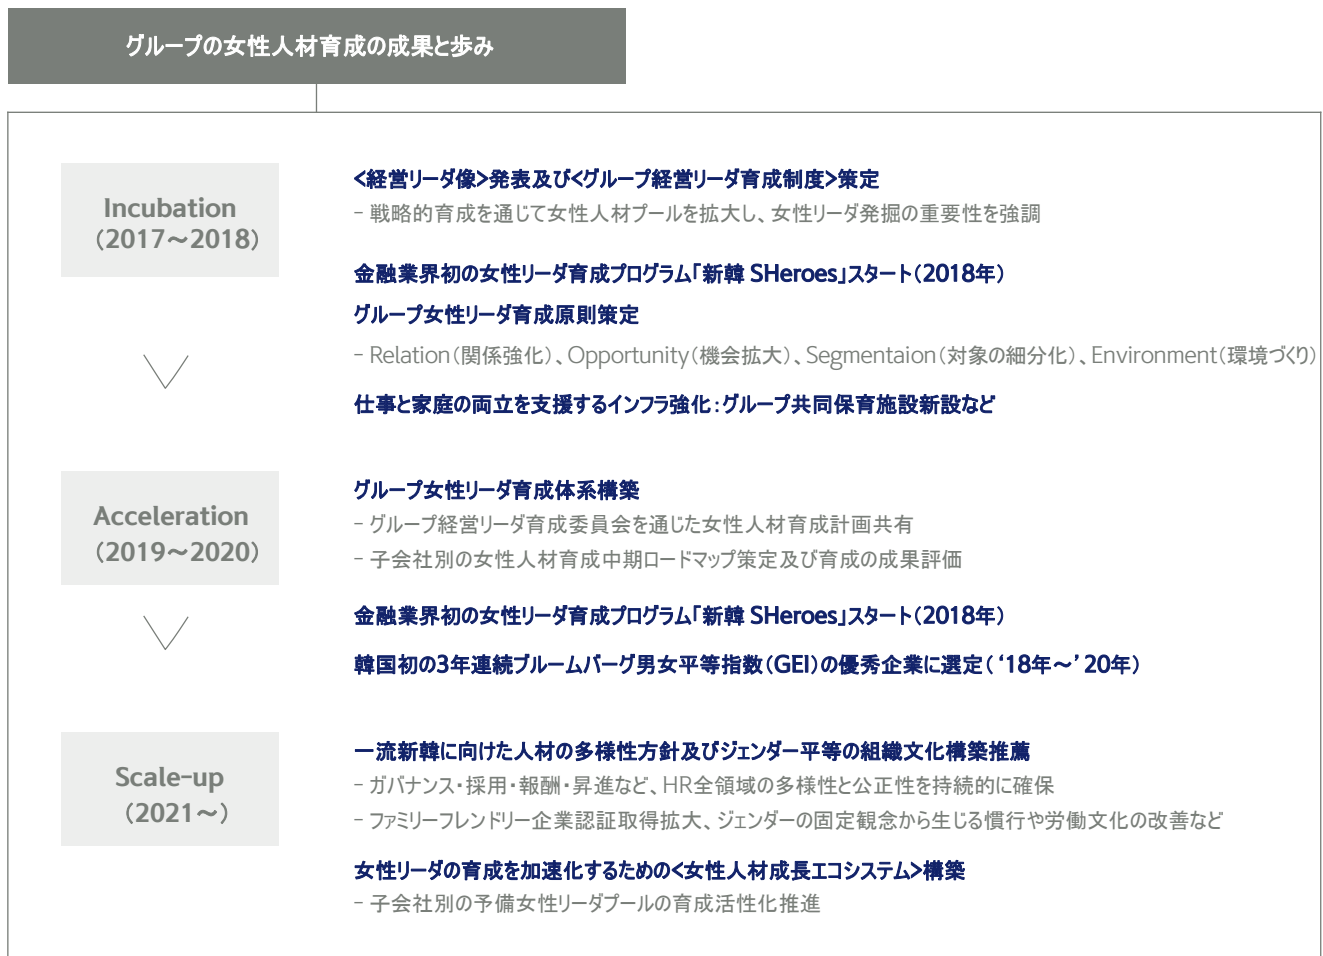 グループの女性人材育成の成果と歩み
Incubation
（2017～2018）
<経営リーダ像>発表及び<グループ経営リーダ育成制度>策定
- 戦略的育成を通じて女性人材プールを拡大し、女性リーダ発掘の重要性を強調
金融業界初の女性リーダ育成プログラム「新韓 SHeroes」スタート（2018年）
グループ女性リーダ育成原則策定
- Relation（関係強化）、Opportunity（機会拡大）、Segmentaion（対象の細分化）、Environment（環境づくり）
仕事と家庭の両立を支援するインフラ強化：グループ共同保育施設新設など
Acceleration
（2019～2020）
グループ女性リーダ育成体系構築
- グループ経営リーダ育成委員会を通じた女性人材育成計画共有
- 子会社別の女性人材育成中期ロードマップ策定及び育成の成果評価
金融業界初の女性リーダ育成プログラム「新韓 SHeroes」スタート（2018年）
韓国初の3年連続ブルームバーグ男女平等指数（GEI）の優秀企業に選定（‘18年～’20年）
Scale-up
（2021～）
一流新韓に向けた人材の多様性方針及びジェンダー平等の組織文化構築推薦
- ガバナンス・採用・報酬・昇進など、HR全領域の多様性と公正性を持続的に確保
- ファミリーフレンドリー企業認証取得拡大、ジェンダーの固定観念から生じる慣行や労働文化の改善など
女性リーダの育成を加速化するための<女性人材成長エコシステム>構築
- 子会社別の予備女性リーダプールの育成活性化推進